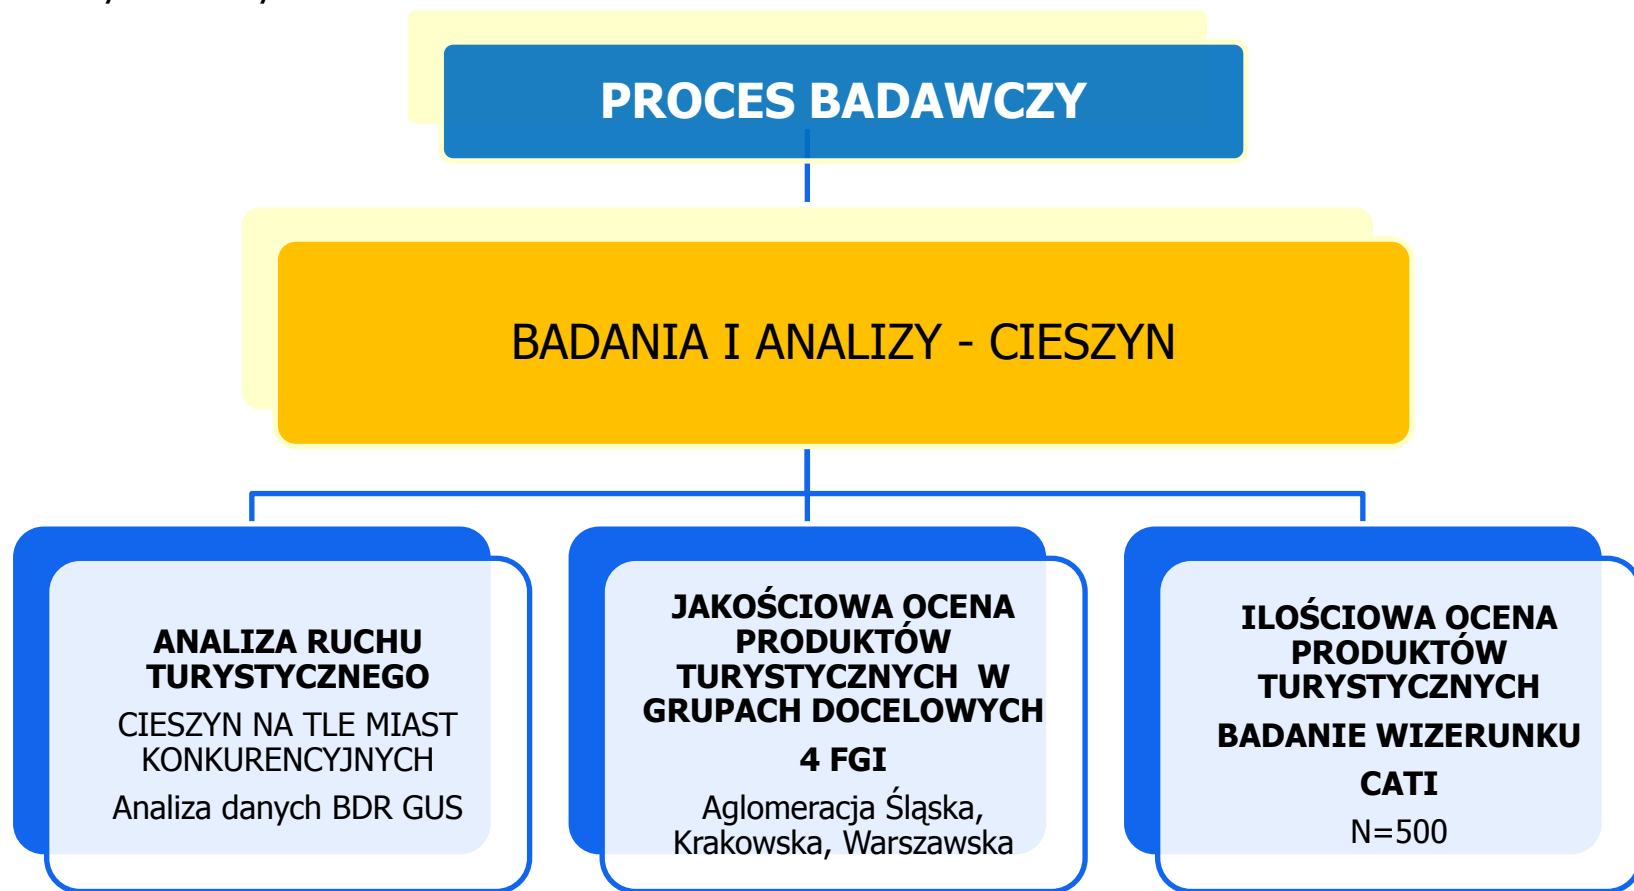 PROCES BADAWCZY
BADANIA I ANALIZY - CIESZYN
ANALIZA RUCHU
TURYSTYCZNEGO
CIESZYN NA TLE MIAST
KONKURENCYJNYCH
Analiza danych BDR GUS
JAKOŚCIOWA OCENA
PRODUKTÓW
TURYSTYCZNYCH W
GRUPACH DOCELOWYCH
4 FGI
Aglomeracja Śląska,
Krakowska, Warszawska
ILOŚCIOWA OCENA
PRODUKTÓW
TURYSTYCZNYCH
BADANIE WIZERUNKU
CATI
N=500